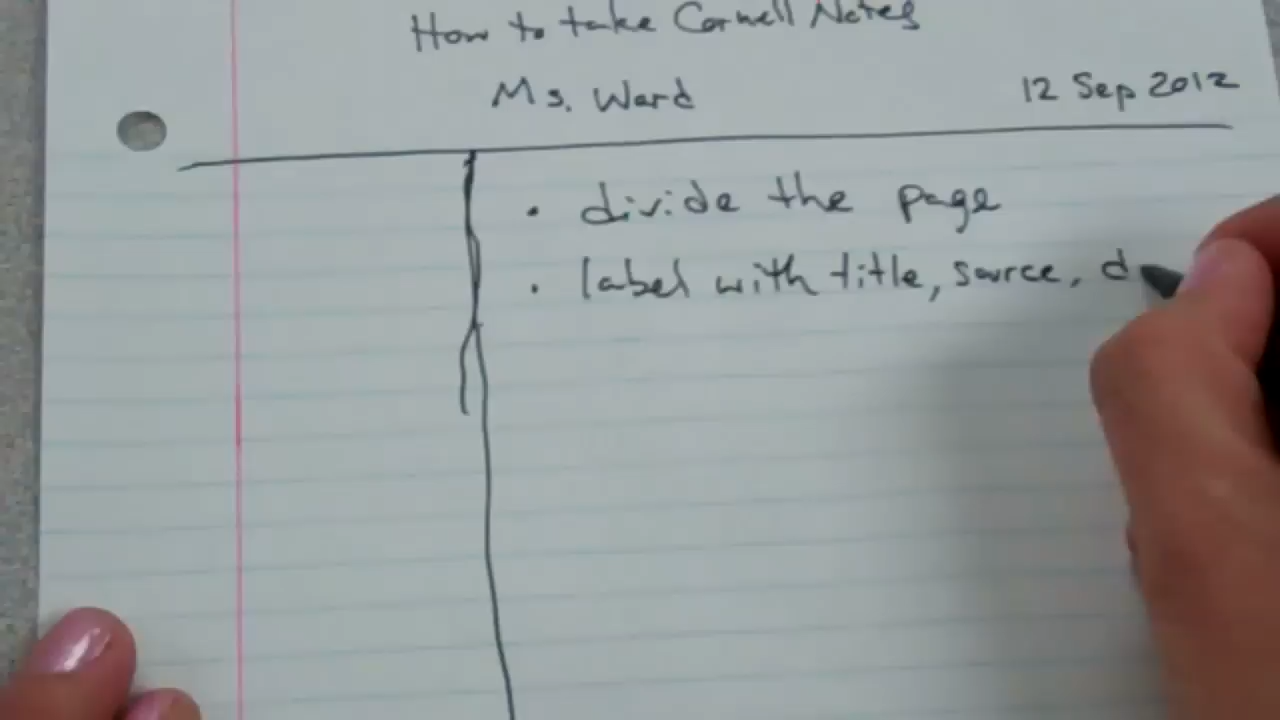 How to take Cornell Notes
Ms. Ward
12 Sep 2012
• divide the page
• label with title, source, d